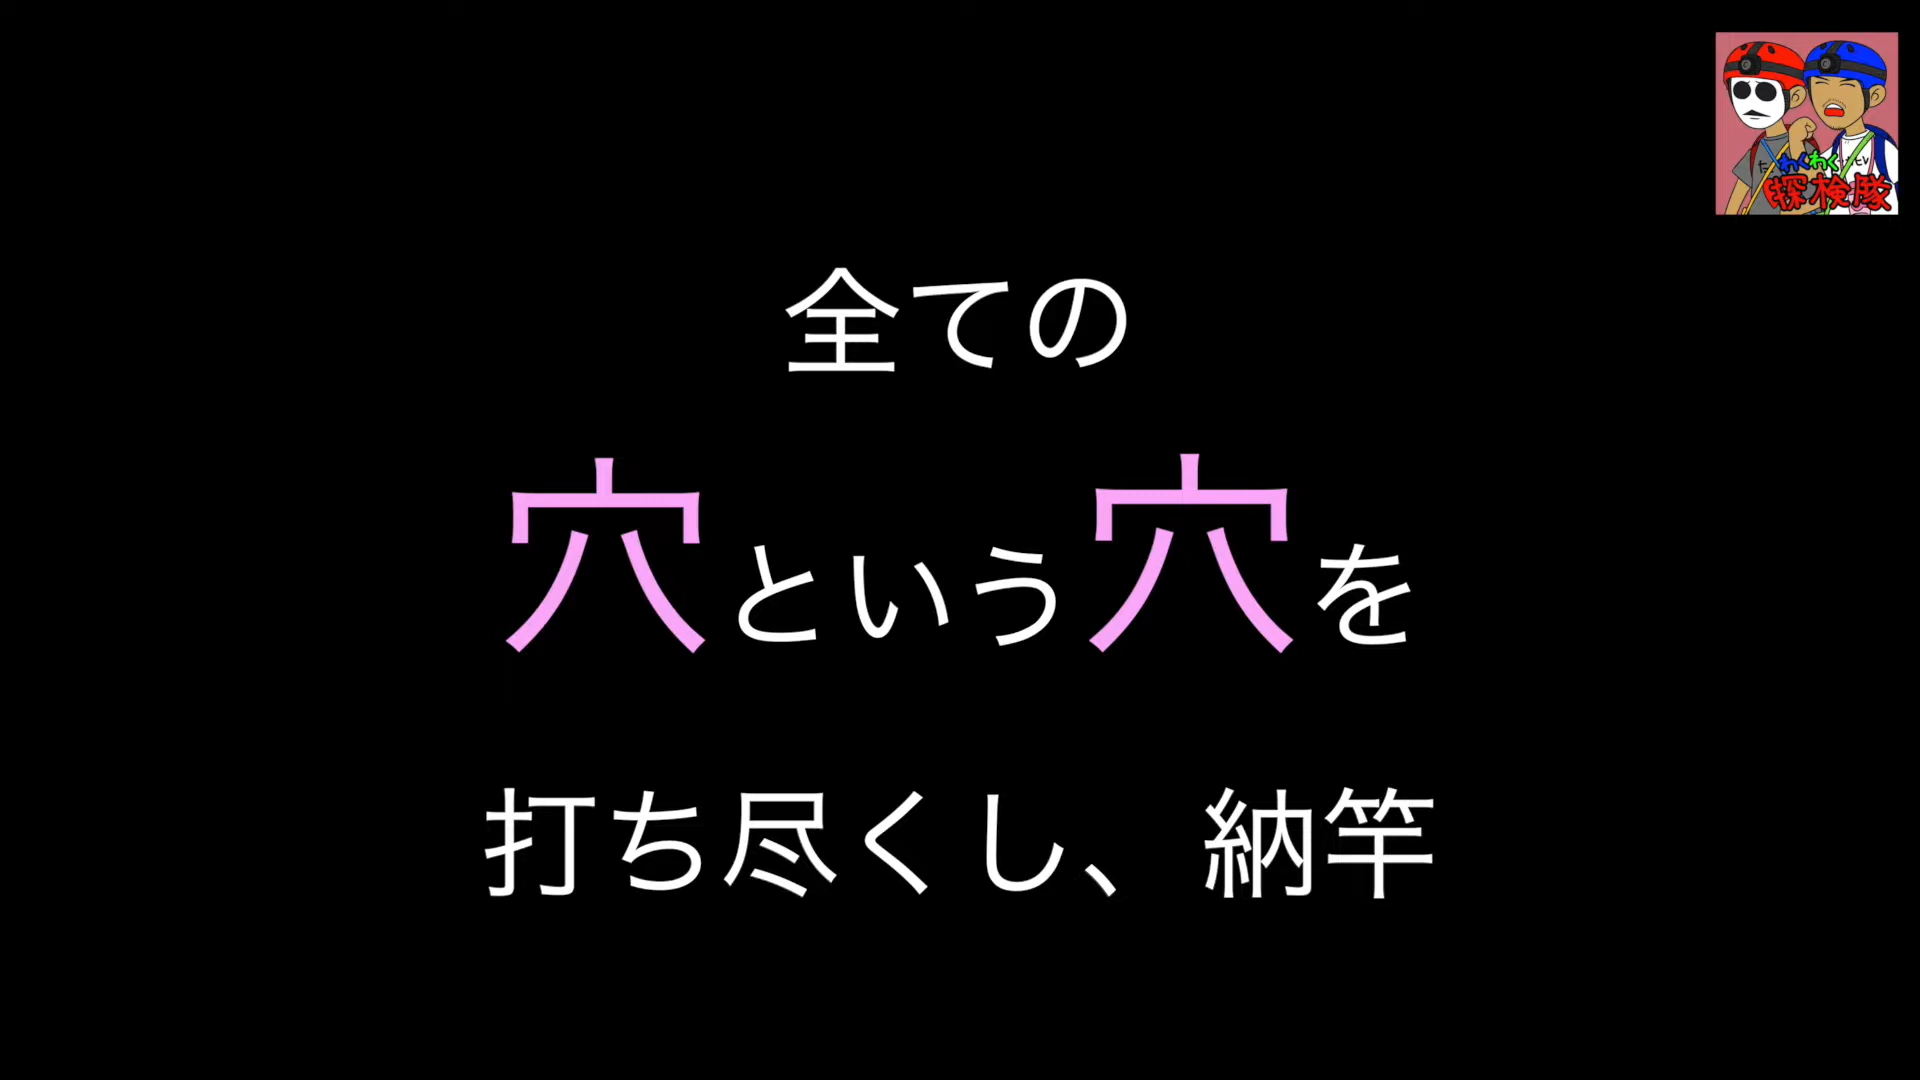 全ての
穴という穴を
打ち尽くし、納竿
わくわく
探検隊